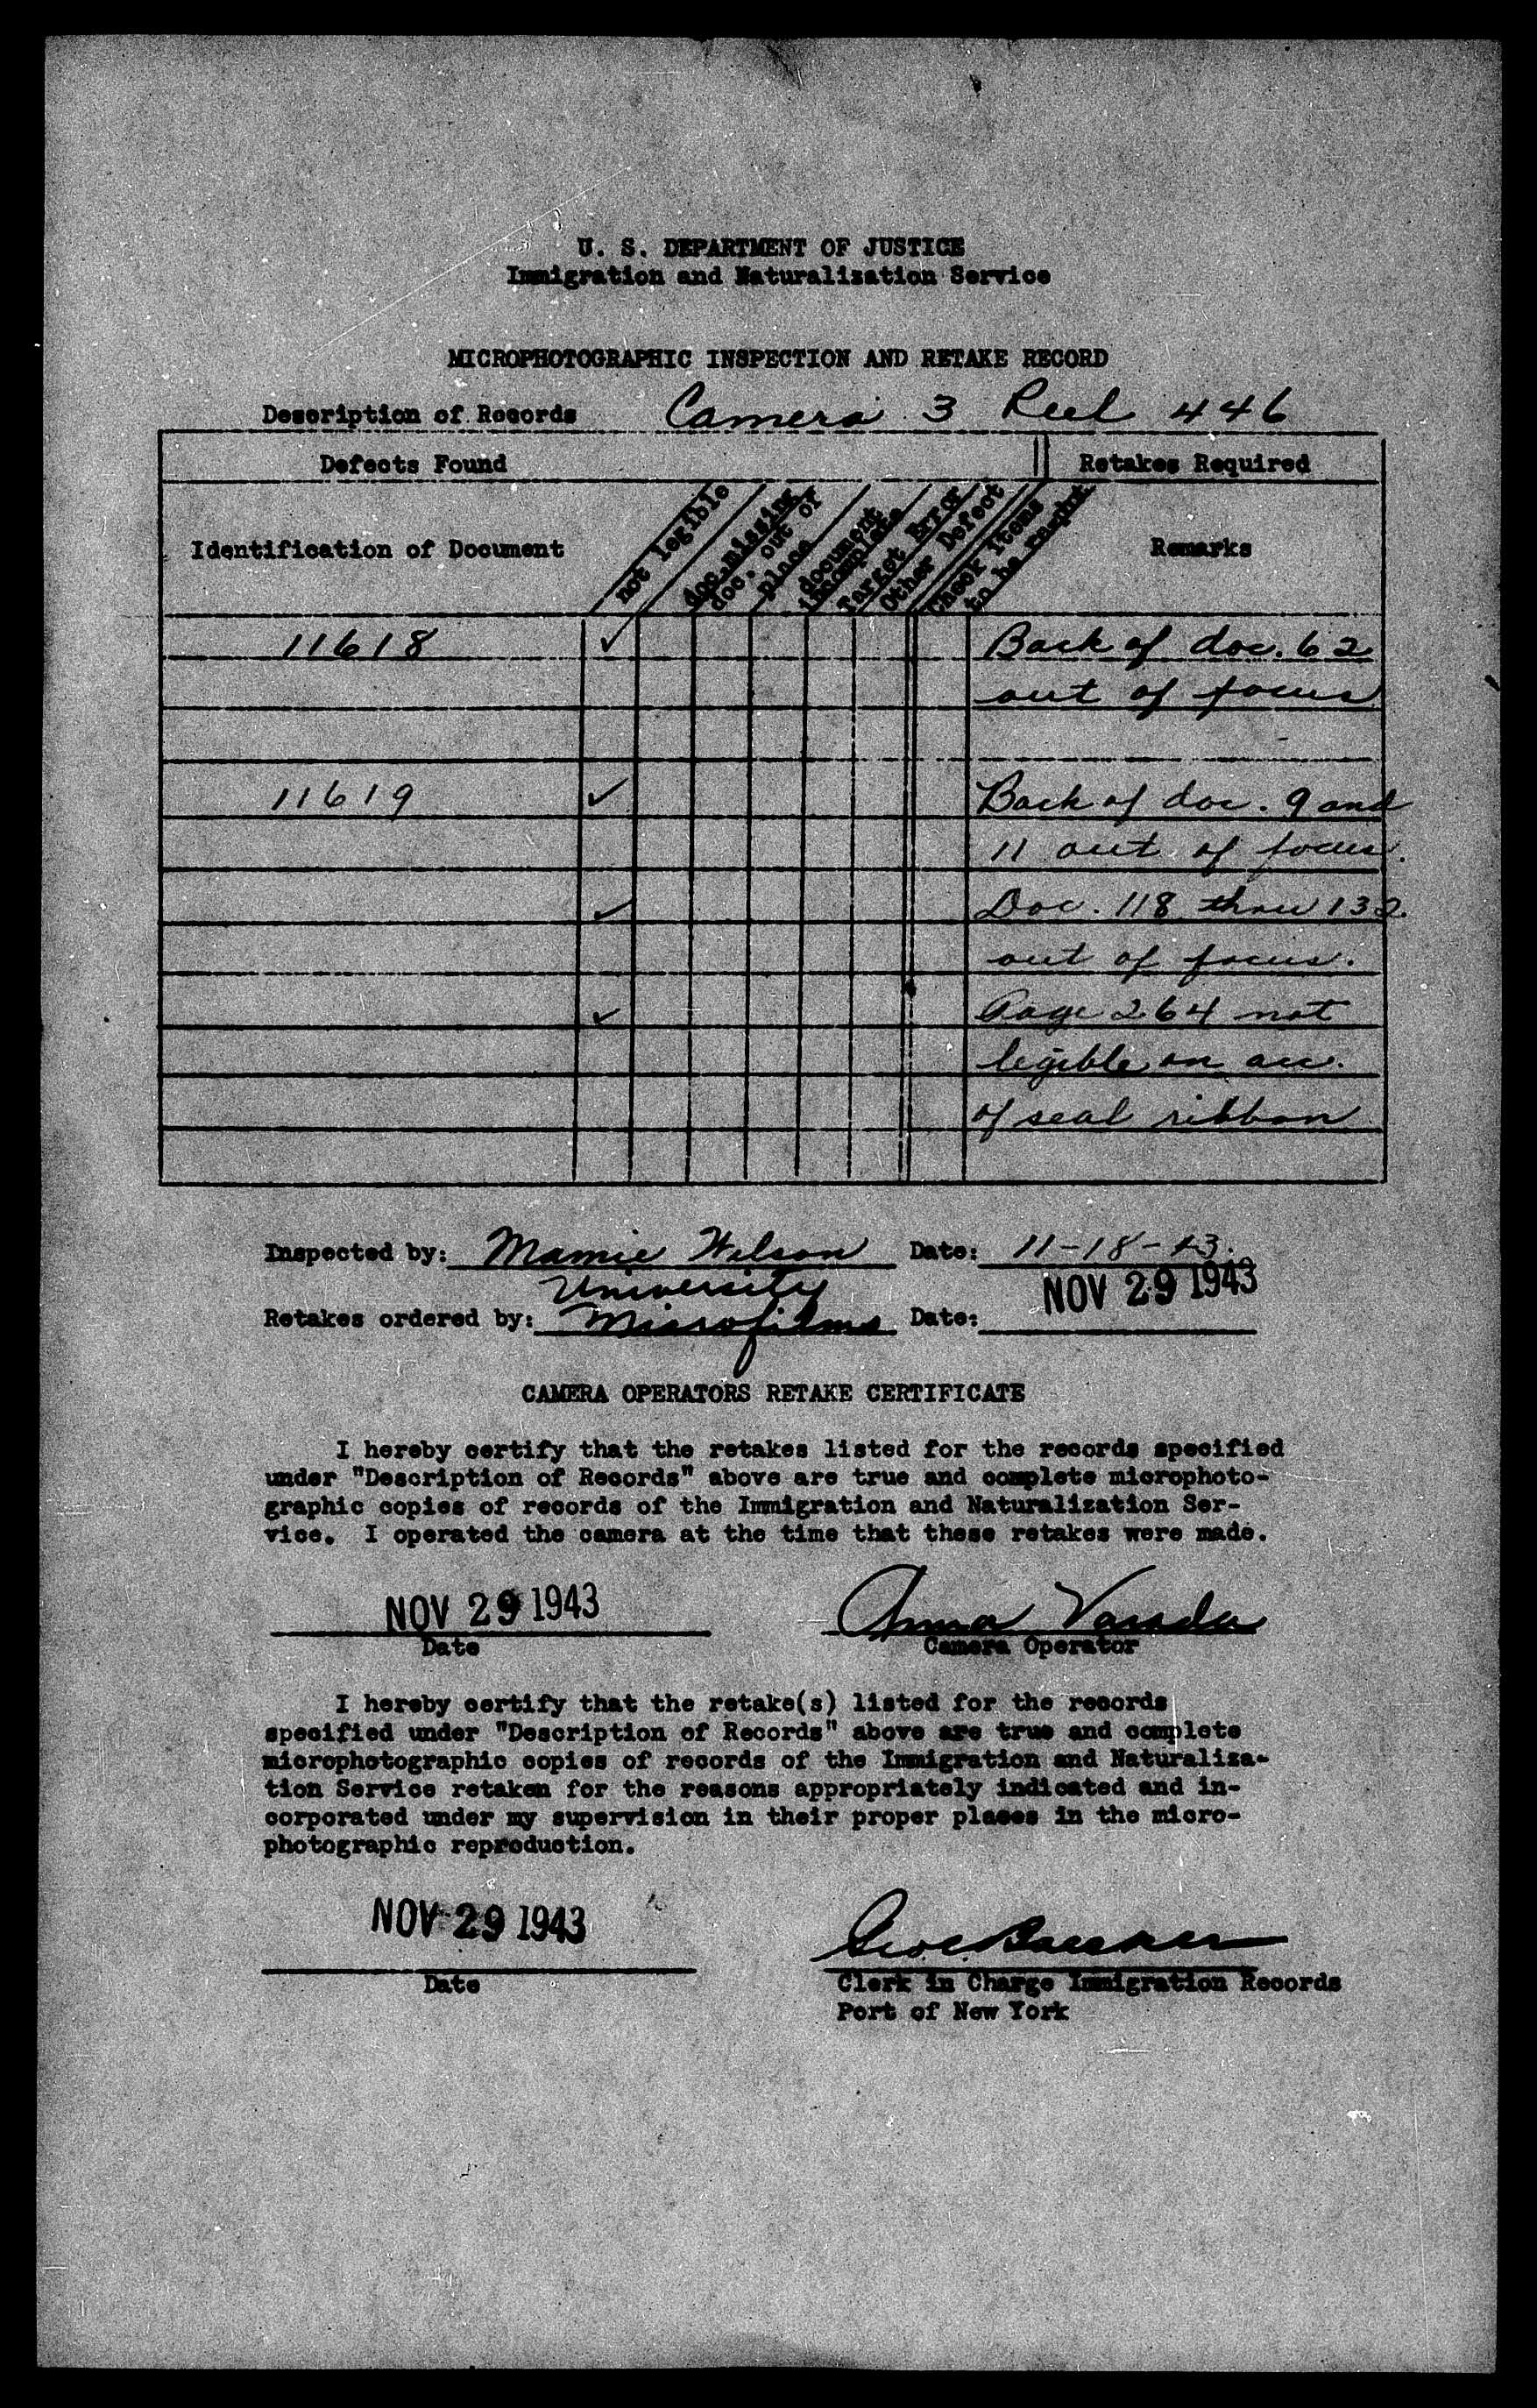 U. S. DEPARTMENT OF JUSTICE
Immigration and Naturalization Service
MICROPHOTOGRAPHIC INSPECTION AND RETAKE RECORD
Description of Records Camera 3 Reel 446
Defects Found Retakes Required
Identification of Document not legible doc. missing doc. out of place document incomplete Target Error Other Defect Check items to be rephot Remarks
11618 ✓ Back of doc. 62
out of focus
11619 ✓ Back of doc. 9 and
11 out of focus.
✓ Doc. 118 thru 132.
out of focus.
✓ Page 264 not
legible on acc.
of seal ribbon
Inspected by: Mamie Wilson Date: 11-18-43.
University NOV 29 1943
Retakes ordered by: Microfilms Date:
CAMERA OPERATORS RETAKE CERTIFICATE
I hereby certify that the retakes listed for the records specified
under "Description of Records" above are true and complete microphoto-
graphic copies of records of the Immigration and Naturalization Ser-
vice. I operated the camera at the time that these retakes were made.
NOV 29 1943 Anna
Date Camera Operator
I hereby certify that the retake(s) listed for the records
specified under "Description of Records" above are true and complete
microphotographic copies of records of the Immigration and Naturaliza-
tion Service retaken for the reasons appropriately indicated and in-
corporated under my supervision in their proper places in the micro-
photographic reproduction.
NOV 29 1943
Date Clerk in Charge Immigration Records
Port of New York